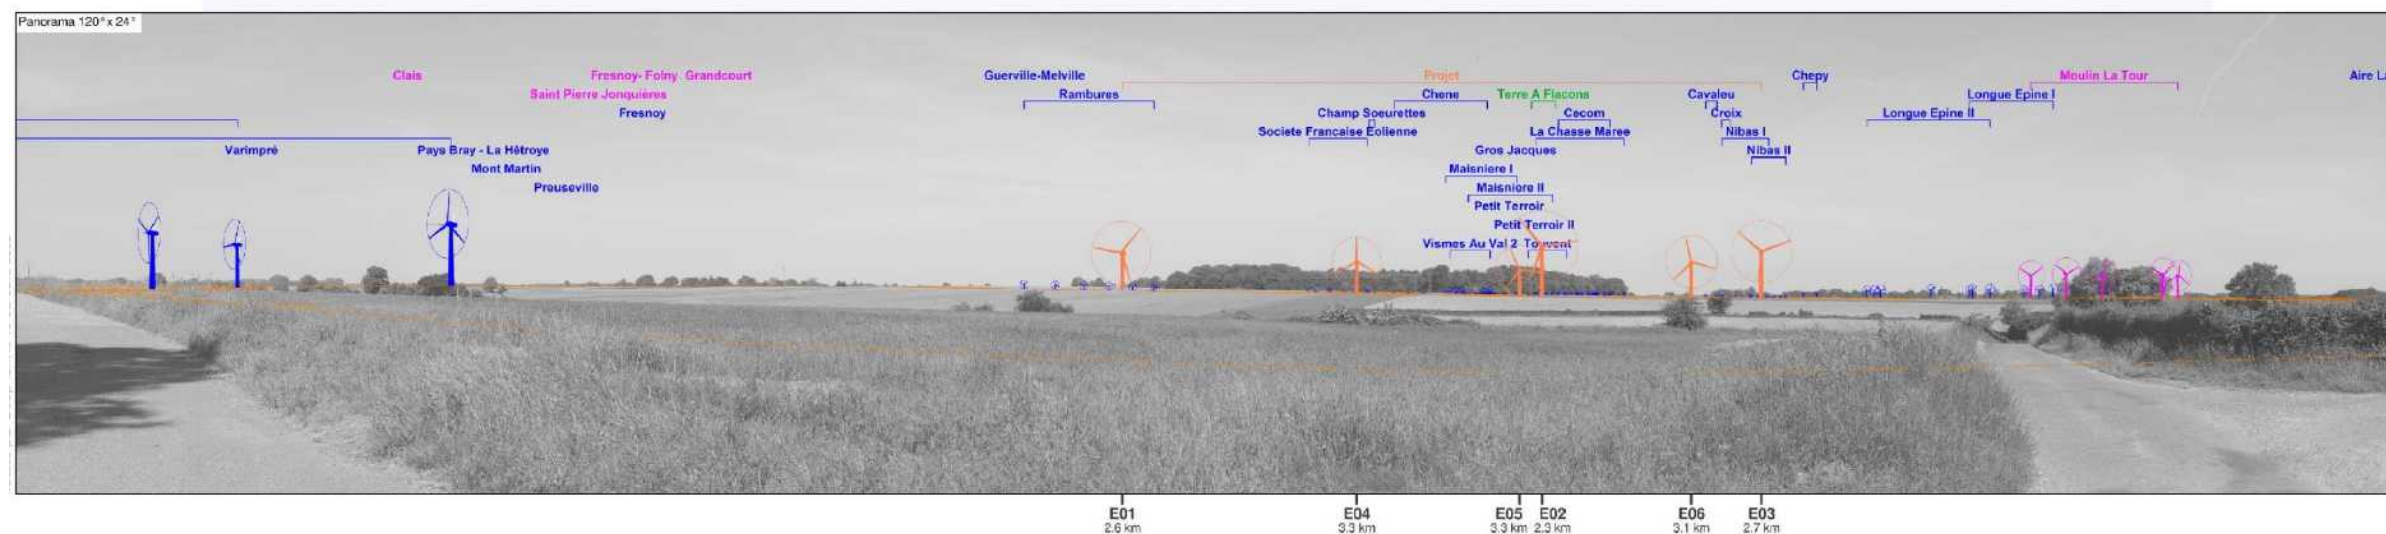 Panorama 120° x 24°
Clais Fresnoy- Folny Grandcourt Guerville-Melville Projet Chepy Moulin La Tour Aire La
Saint Pierre Jonquières Rambures Chene Terre A Flacons Cavaleu Longue Epine I
Fresnoy Champ Soeurettes Cecom Croix Longue Epine II
Societe Francaise Eolienne La Chasse Maree Nibas I
Varimpré Pays Bray - La Hêtroye Gros Jacques Nibas II
Mont Martin Maisniere I
Preuseville Maisniere II
Petit Terroir
Petit Terroir II
Vismes Au Val 2
E01 E04 E05 E02 E06 E03
2.6 km 3.3 km 3.3 km 2.3 km 3.1 km 2.7 km